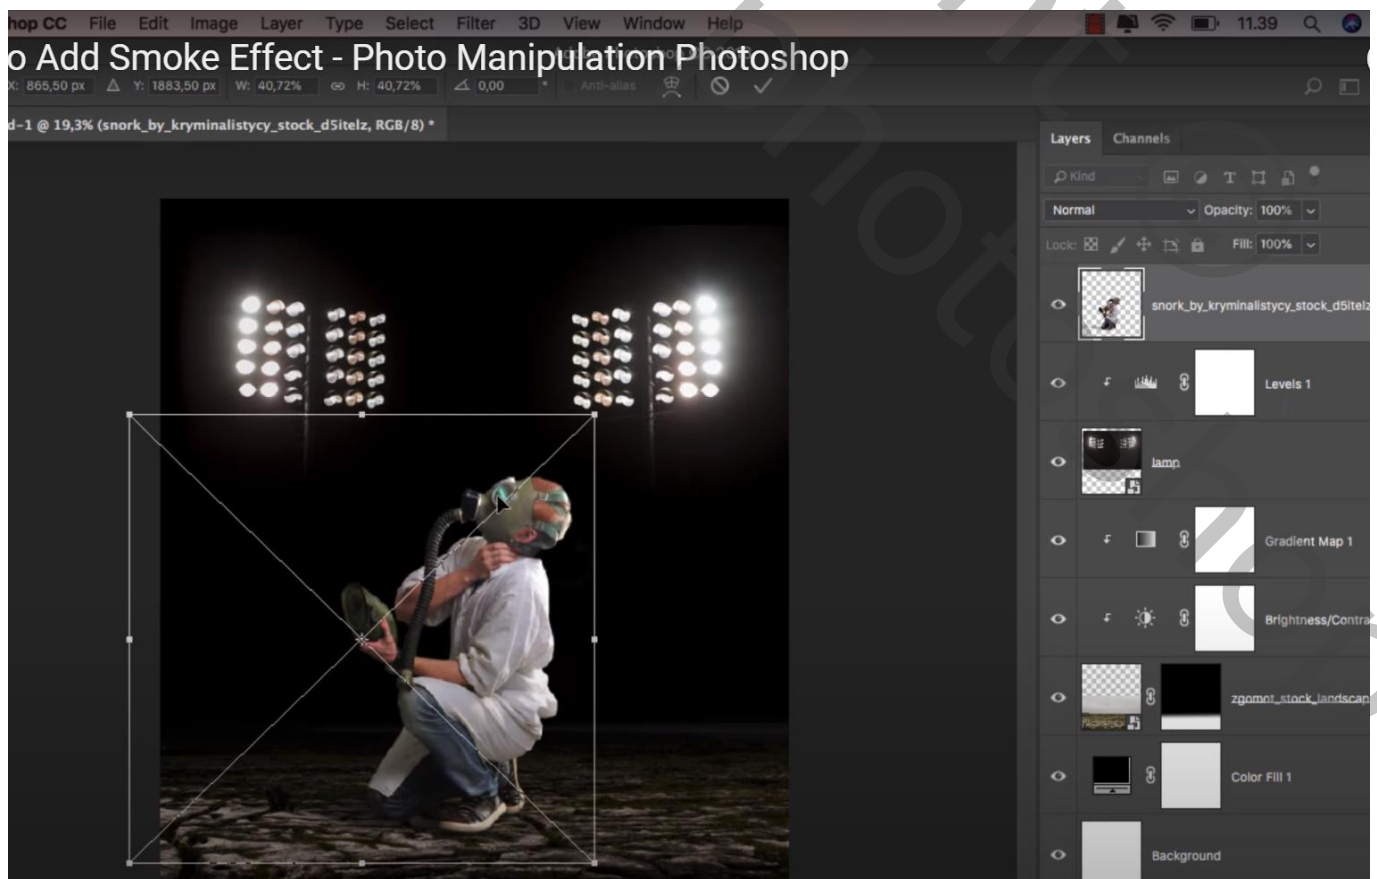 hop CC File Edit Image Layer Type Select Filter 3D View Window Help 11.39
o Add Smoke Effect - Photo Manipulation Photoshop
X: 865,50 px Y: 1883,50 px W: 40,72% H: 40,72% 0,00 ° Anti-alias
d-1 @ 19,3% (snork_by_kryminalistycy_stock_d5itelz, RGB/8) *
Layers Channels
Kind
Normal Opacity: 100%
Lock: Fill: 100%
snork_by_kryminalistycy_stock_d5itelz
Levels 1
lamp
Gradient Map 1
Brightness/Contra
zgomot_stock_landscap
Color Fill 1
Background
photoshop